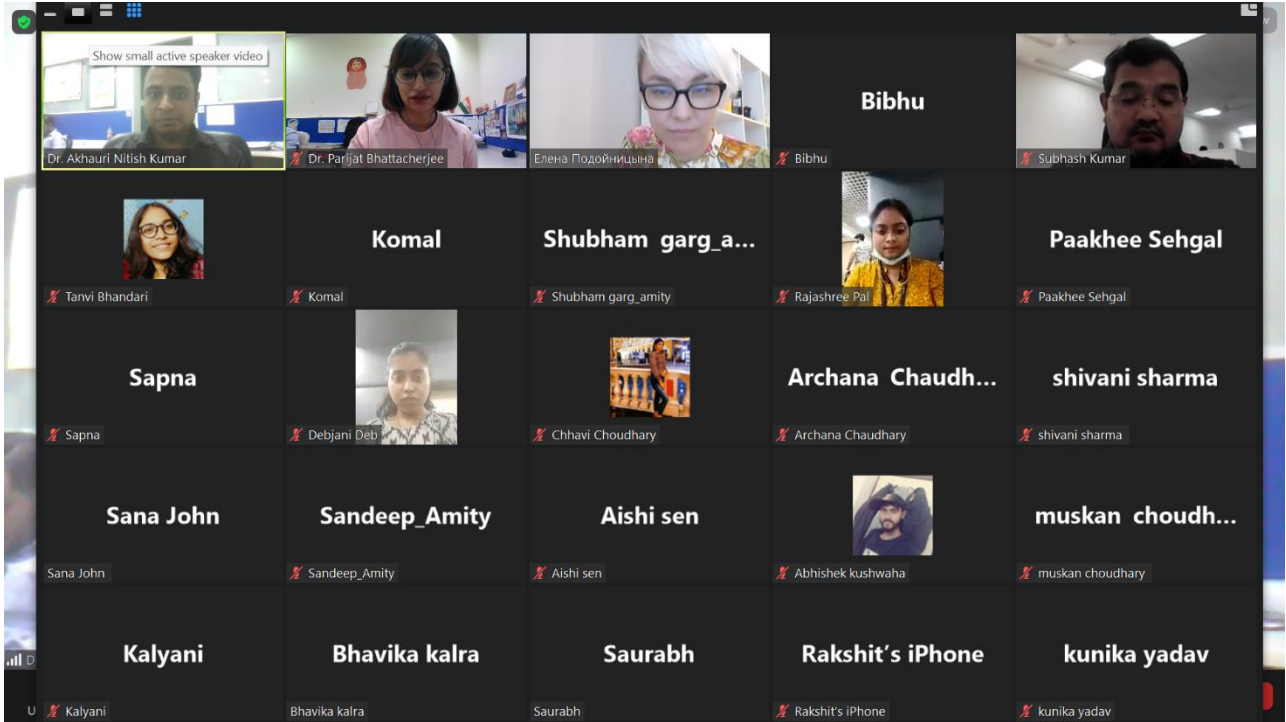 Show small active speaker video
Dr. Akhauri Nitish Kumar
Dr. Parijat Bhattacherjee
Елена Подойницына
Bibhu
Bibhu
Subhash Kumar
Tanvi Bhandari
Komal
Komal
Shubham garg_a...
Shubham garg_amity
Rajashree Pal
Paakhee Sehgal
Paakhee Sehgal
Sapna
Sapna
Debjani Deb
Chhavi Choudhary
Archana Chaudh...
Archana Chaudhary
shivani sharma
shivani sharma
Sana John
Sana John
Sandeep_Amity
Sandeep_Amity
Aishi sen
Aishi sen
Abhishek kushwaha
muskan choudh...
muskan choudhary
Kalyani
Kalyani
Bhavika kalra
Bhavika kalra
Saurabh
Saurabh
Rakshit's iPhone
Rakshit's iPhone
kunika yadav
kunika yadav